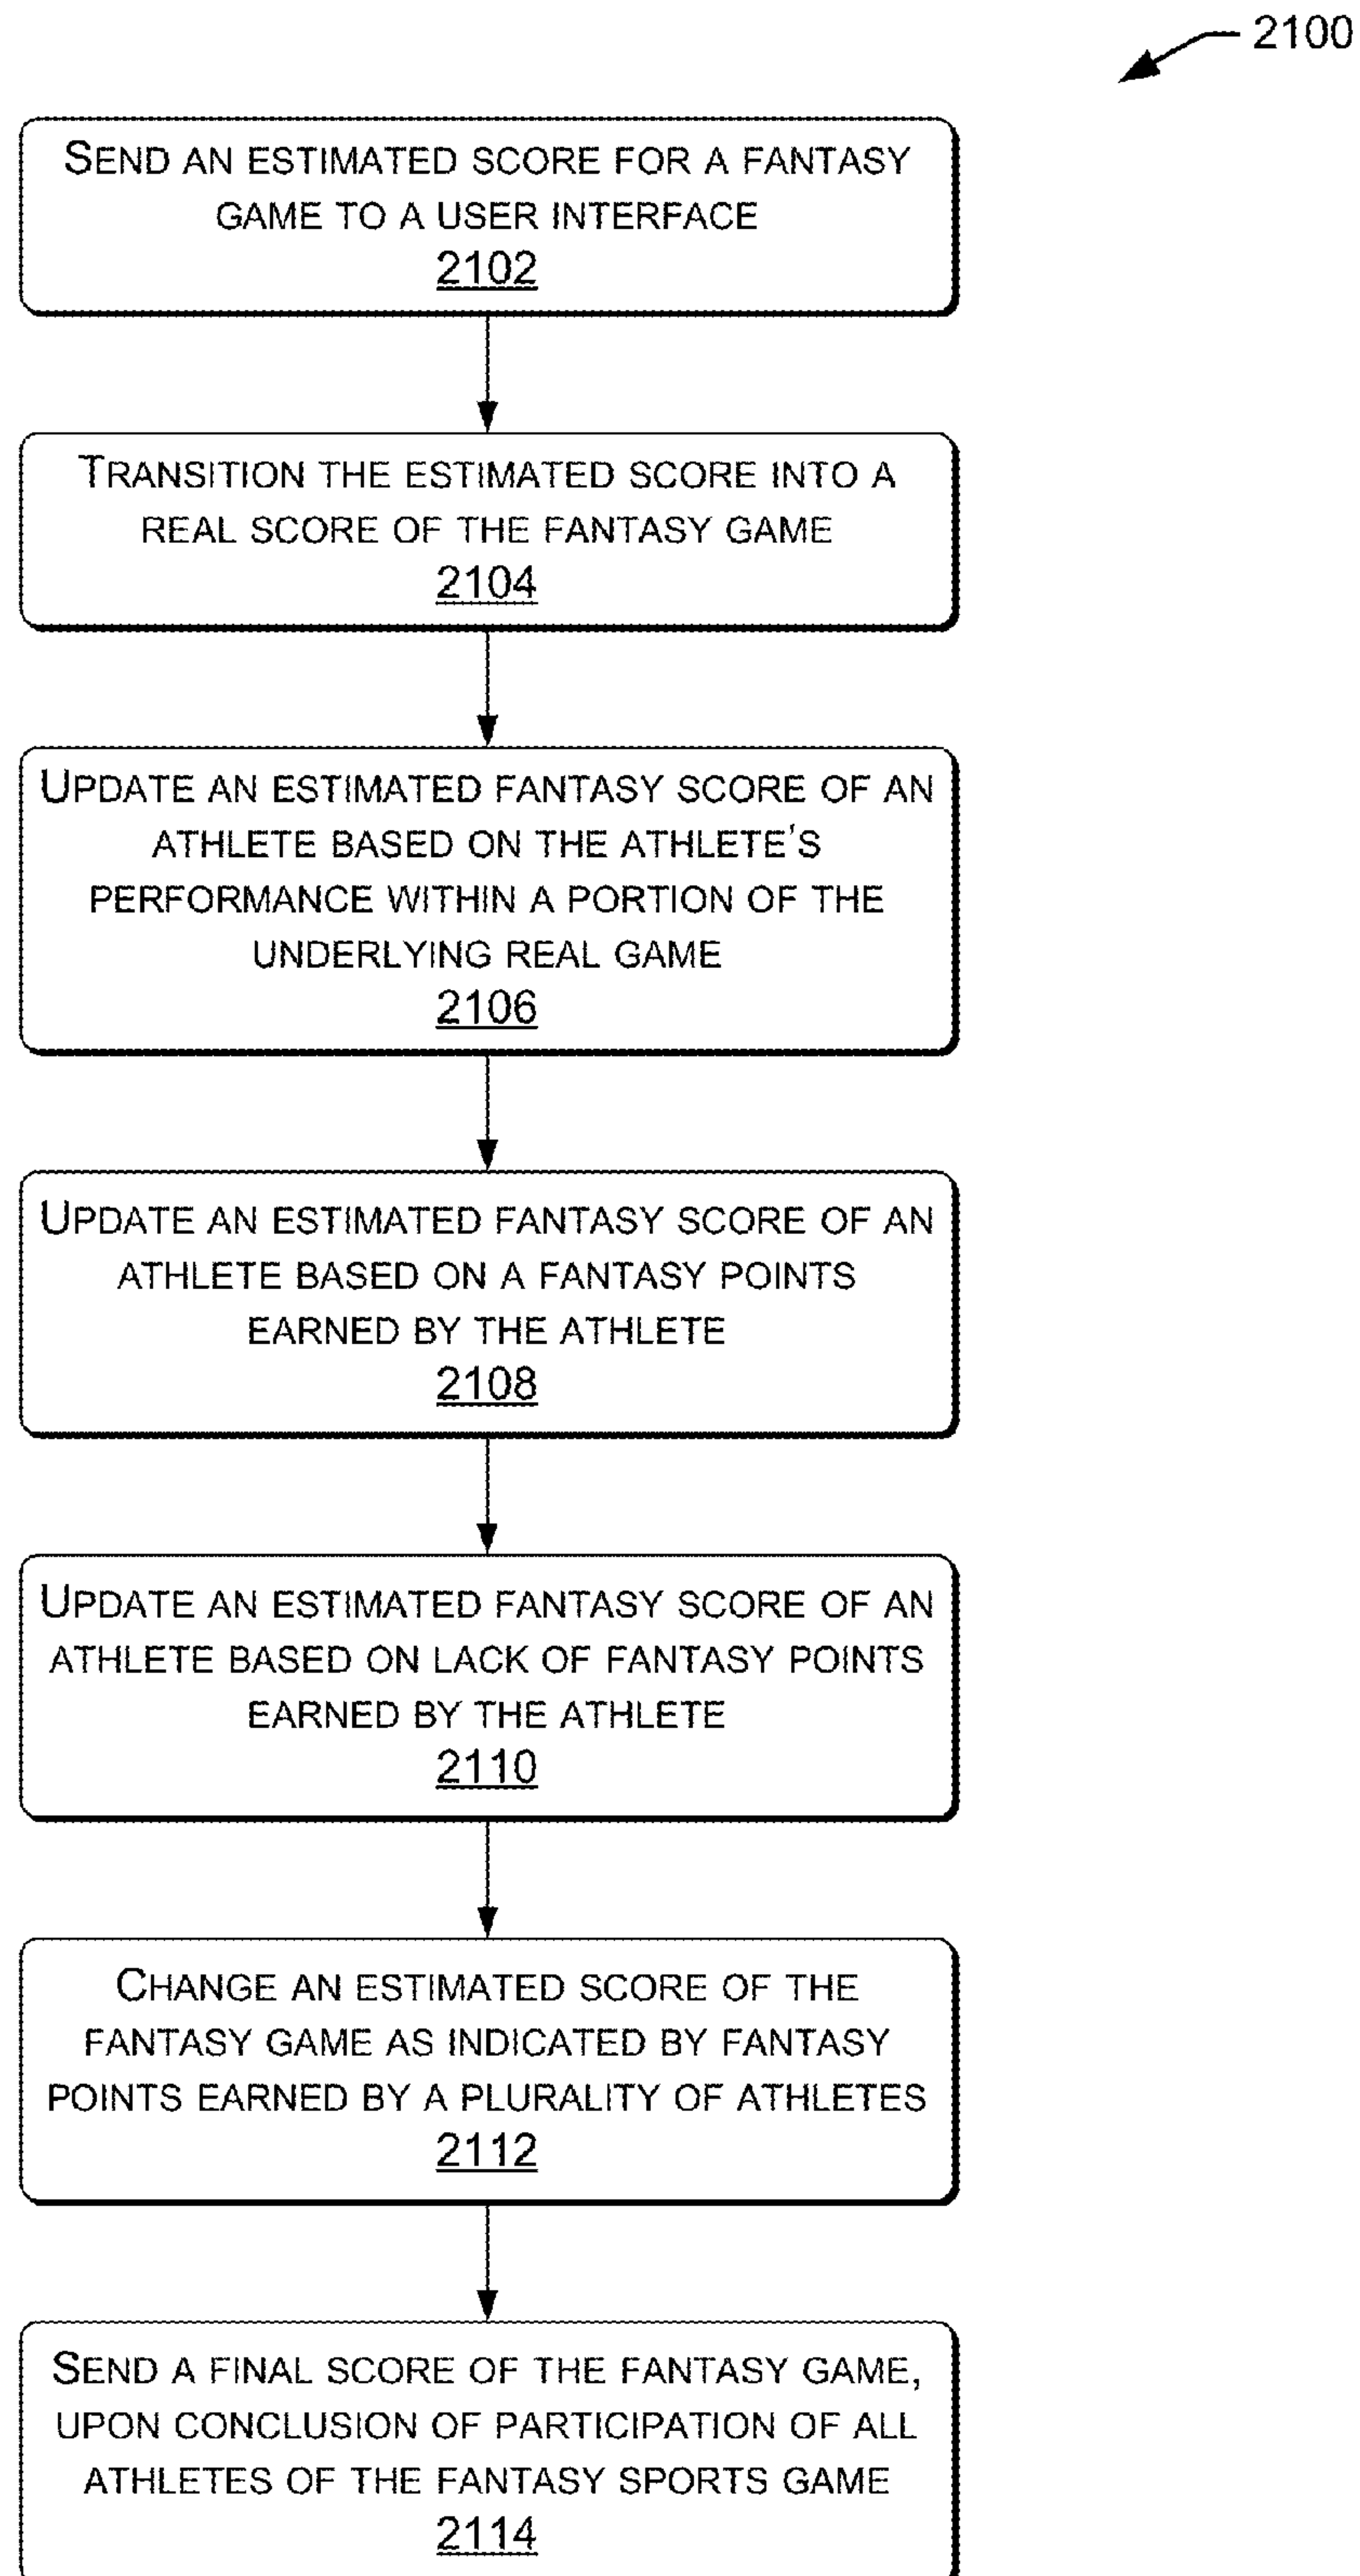 2100
SEND AN ESTIMATED SCORE FOR A FANTASY
GAME TO A USER INTERFACE
2102
TRANSITION THE ESTIMATED SCORE INTO A
REAL SCORE OF THE FANTASY GAME
2104
UPDATE AN ESTIMATED FANTASY SCORE OF AN
ATHLETE BASED ON THE ATHLETE'S
PERFORMANCE WITHIN A PORTION OF THE
UNDERLYING REAL GAME
2106
UPDATE AN ESTIMATED FANTASY SCORE OF AN
ATHLETE BASED ON A FANTASY POINTS
EARNED BY THE ATHLETE
2108
UPDATE AN ESTIMATED FANTASY SCORE OF AN
ATHLETE BASED ON LACK OF FANTASY POINTS
EARNED BY THE ATHLETE
2110
CHANGE AN ESTIMATED SCORE OF THE
FANTASY GAME AS INDICATED BY FANTASY
POINTS EARNED BY A PLURALITY OF ATHLETES
2112
SEND A FINAL SCORE OF THE FANTASY GAME,
UPON CONCLUSION OF PARTICIPATION OF ALL
ATHLETES OF THE FANTASY SPORTS GAME
2114